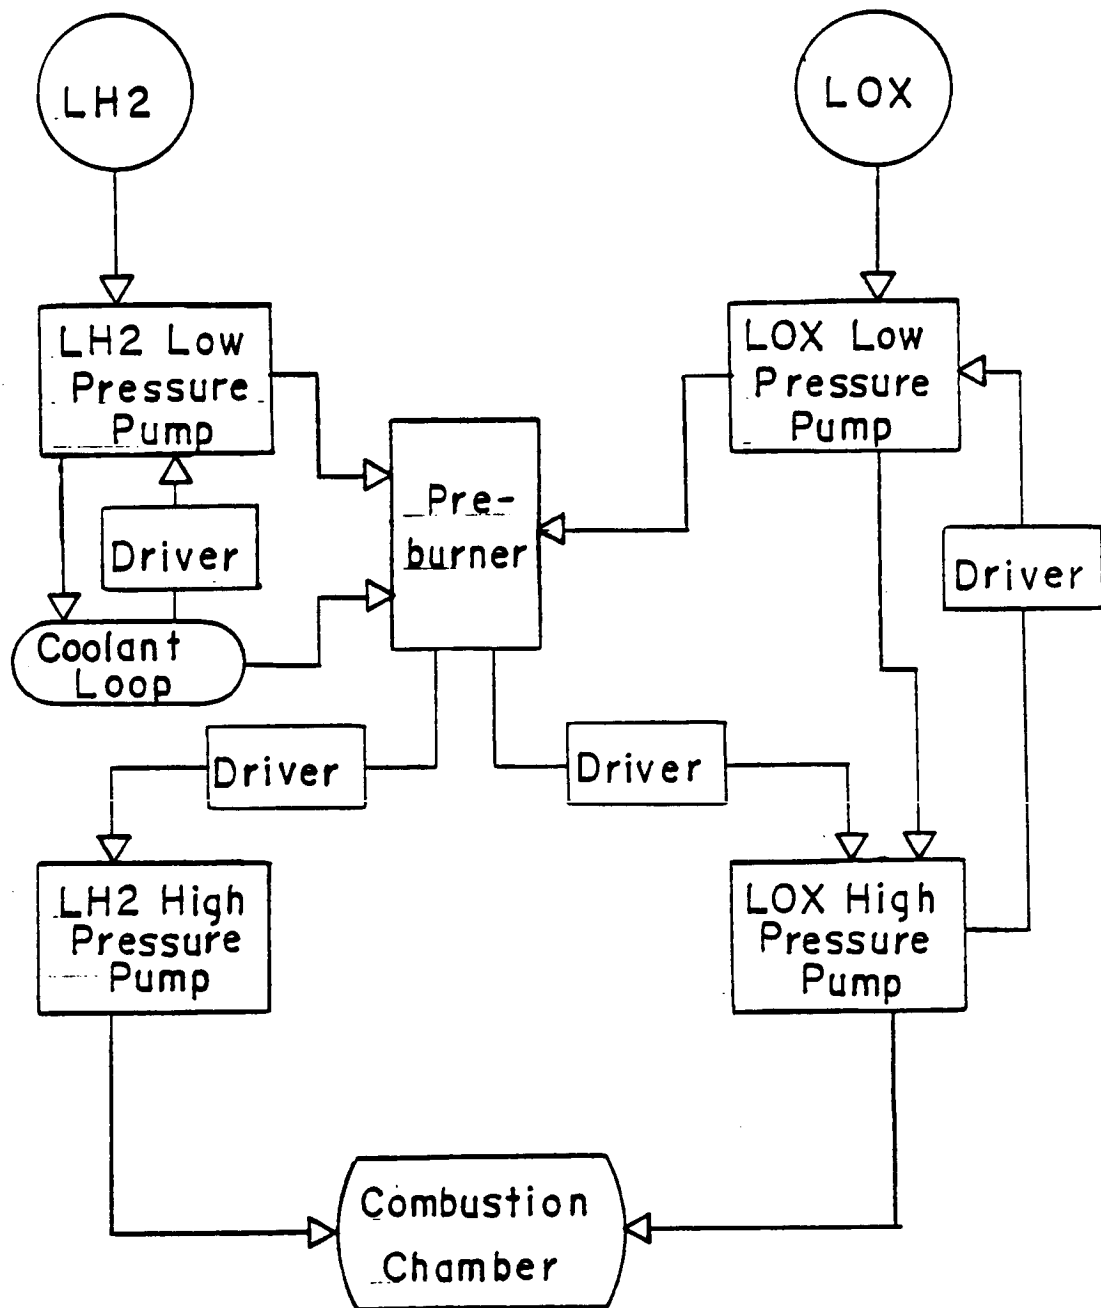 LH2
LOX
LH2 Low
Pressure
Pump
LOX Low
Pressure
Pump
Pre-
burner
Driver
Driver
Coolant
Loop
Driver
Driver
LH2 High
Pressure
Pump
LOX High
Pressure
Pump
Combustion
Chamber